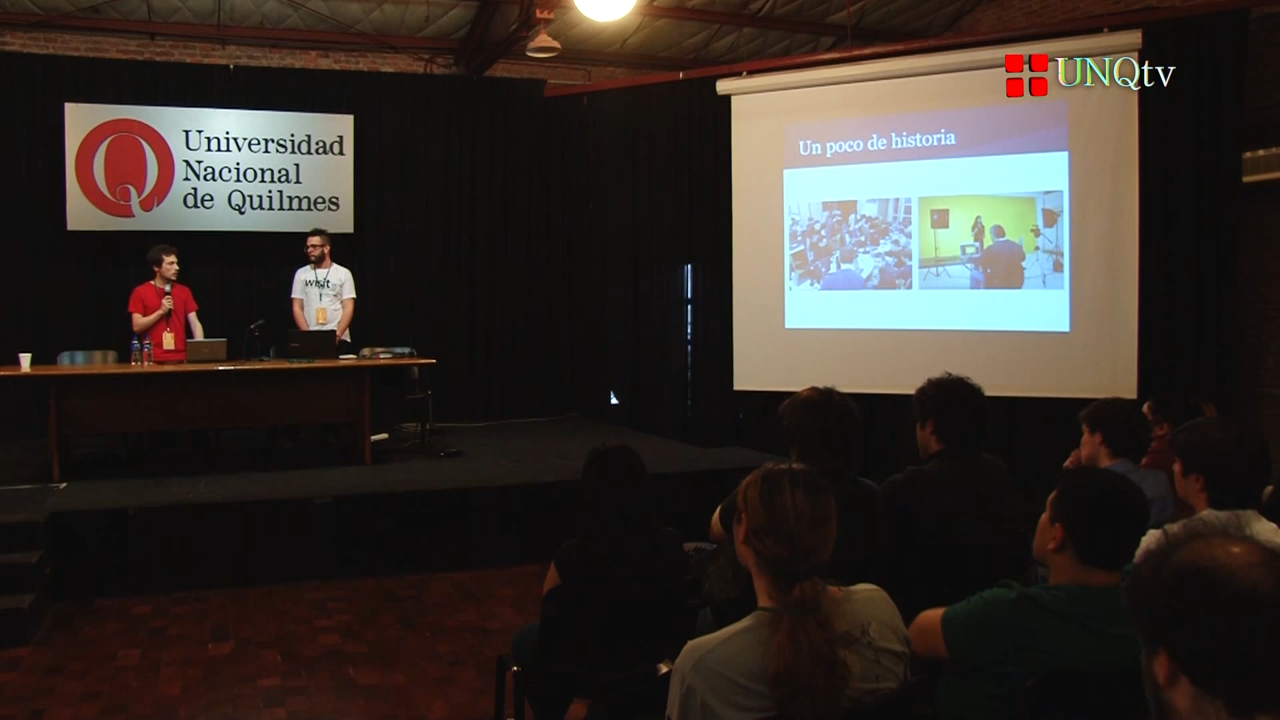 Universidad
Nacional
de Quilmes
UNQtv
Un poco de historia